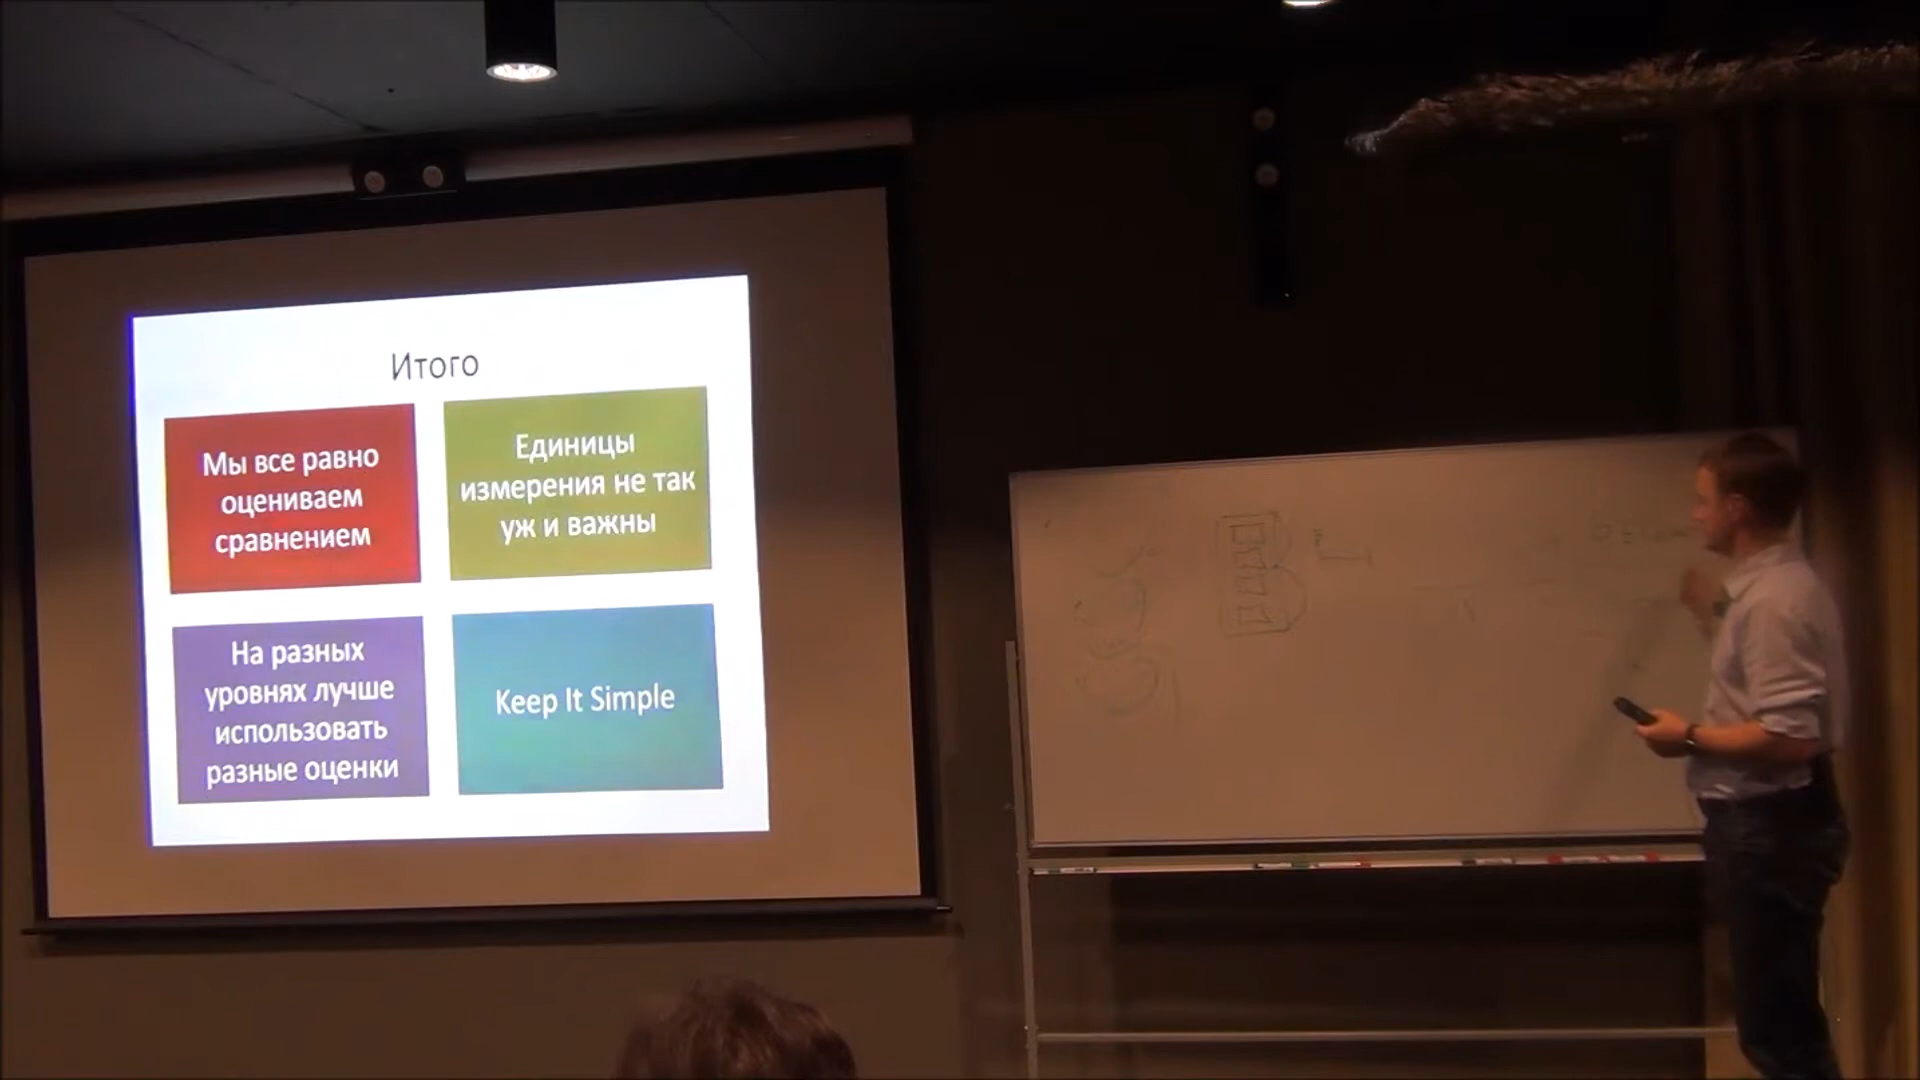 Итого
Мы все равно
оцениваем
сравнением
Единицы
измерения не так
уж и важны
На разных
уровнях лучше
использовать
разные оценки
Keep It Simple